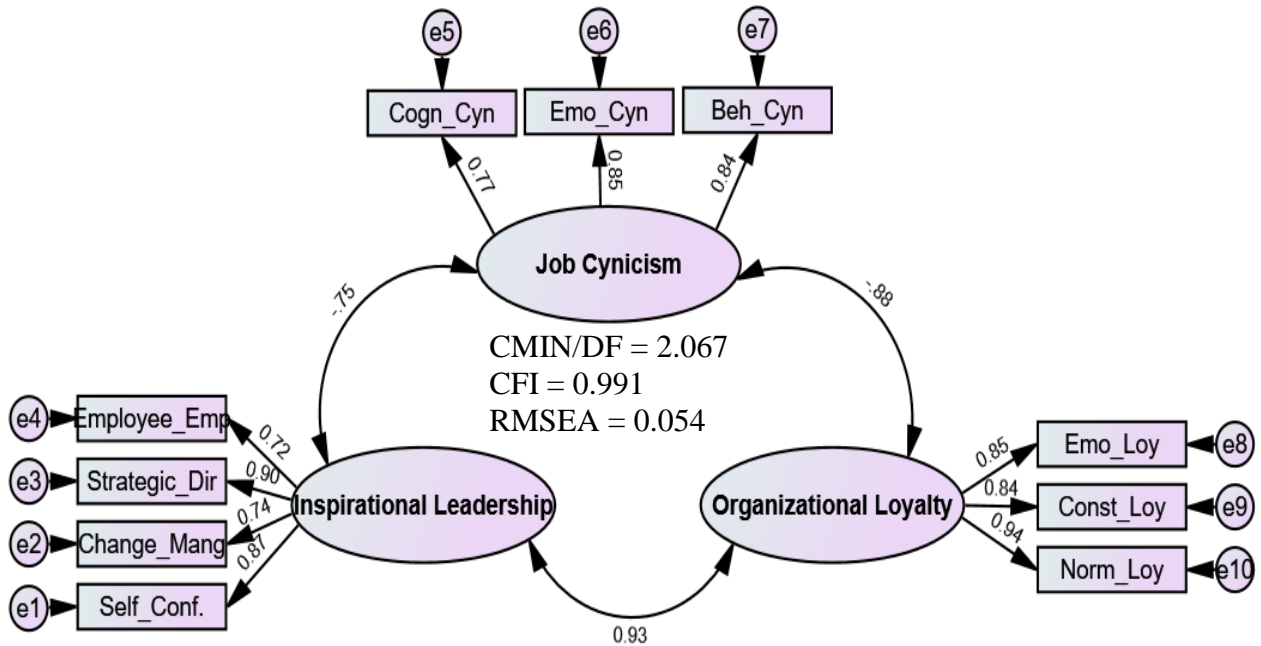 e5
e6
e7
Cogn_Cyn
Emo_Cyn
Beh_Cyn
0.77
0.85
0.84
Job Cynicism
-.75
-.88
CMIN/DF = 2.067
CFI = 0.991
RMSEA = 0.054
e4
Employee_Emp
0.72
e3
Strategic_Dir
0.90
e2
Change_Mang
0.74
e1
Self_Conf.
0.87
Inspirational Leadership
Organizational Loyalty
0.85
Emo_Loy
e8
0.84
Const_Loy
e9
0.94
Norm_Loy
e10
0.93